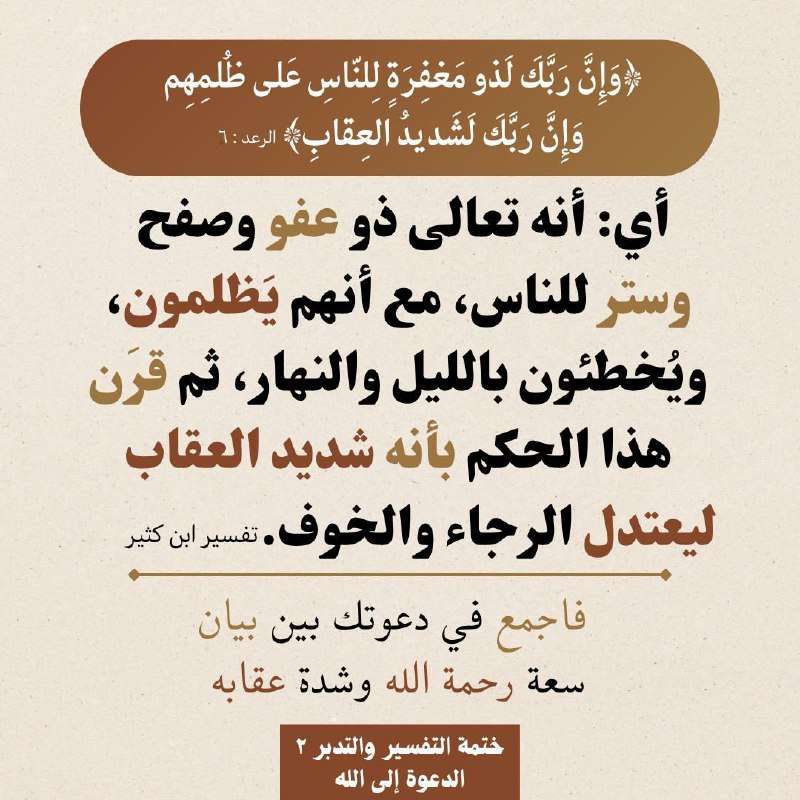 ﴿وَإِنَّ رَبَّكَ لَذو مَغفِرَةٍ لِلنّاسِ عَلى ظُلمِهِم
وَإِنَّ رَبَّكَ لَشَديدُ العِقابِ﴾ الرعد : ٦
أي: أنه تعالى ذو عفو وصفح
وستر للناس، مع أنهم يَظلمون،
ويُخطئون بالليل والنهار، ثم قرَن
هذا الحكم بأنه شديد العقاب
ليعتدل الرجاء والخوف. تفسير ابن كثير
فاجمع في دعوتك بين بيان
سعة رحمة الله وشدة عقابه
ختمة التفسير والتدبر ٢
الدعوة إلى الله